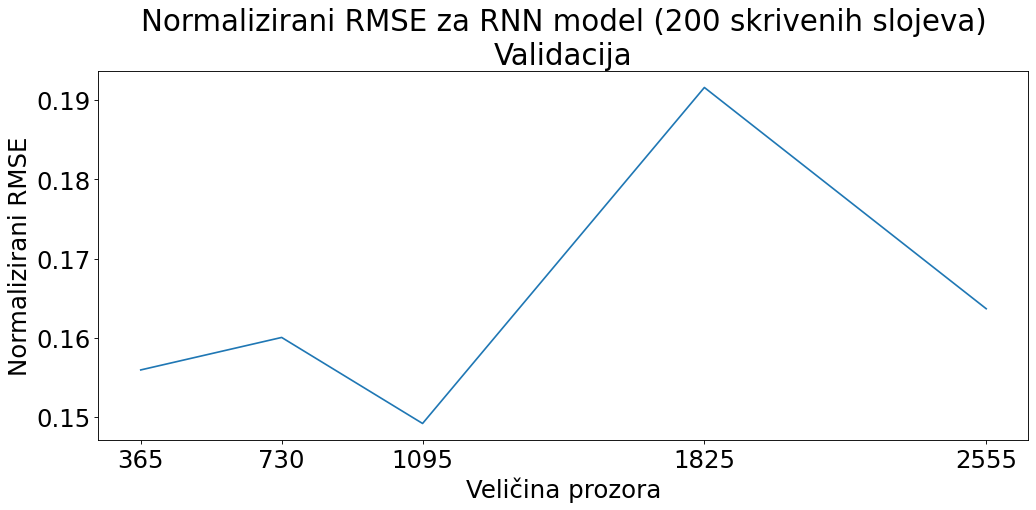 Normalizirani RMSE za RNN model (200 skrivenih slojeva)
Validacija
Normalizirani RMSE
0.19
0.18
0.17
0.16
0.15
365 730 1095 1825 2555
Veličina prozora